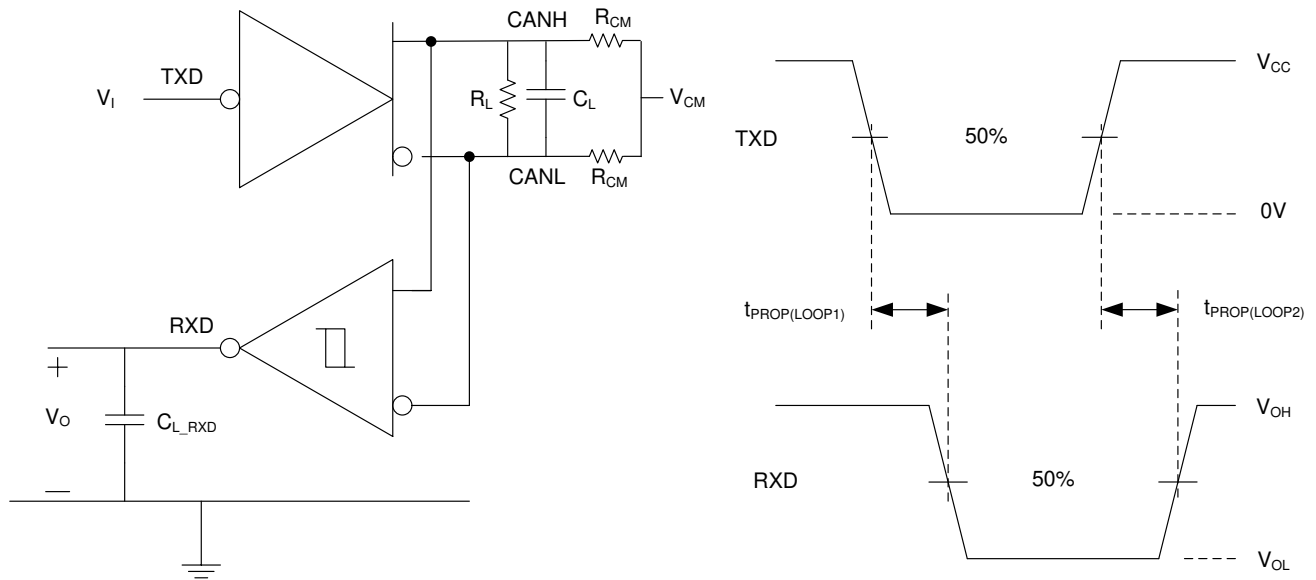 CANH
R_CM
TXD
V_I
R_L
C_L
V_CM
CANL
R_CM
RXD
+
V_O
C_L_RXD
—
V_CC
TXD
50%
0V
t_PROP(LOOP1)
t_PROP(LOOP2)
V_OH
RXD
50%
V_OL